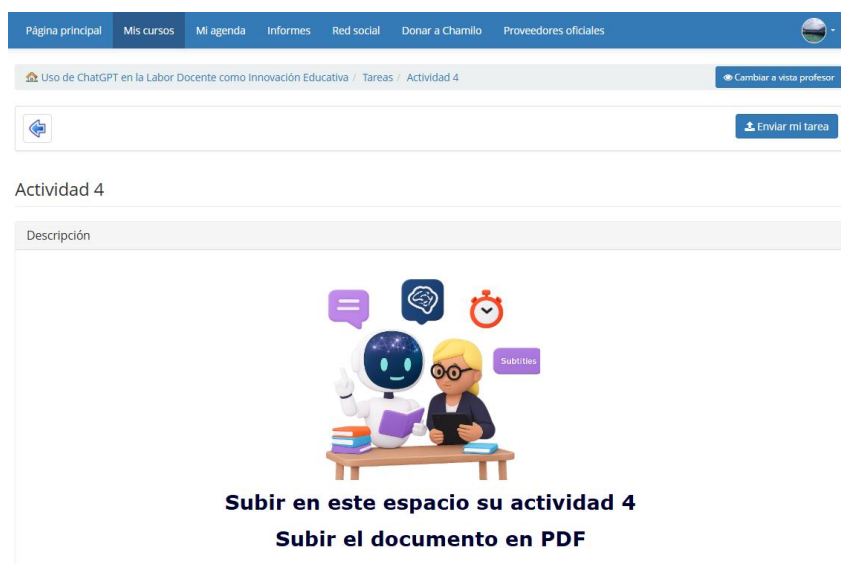 Página principal Mis cursos Mi agenda Informes Red social Donar a Chamilo Proveedores oficiales
Uso de ChatGPT en la Labor Docente como Innovación Educativa / Tareas / Actividad 4
Cambiar a vista profesor
Enviar mi tarea
Actividad 4
Descripción
Subtitles
Subir en este espacio su actividad 4
Subir el documento en PDF